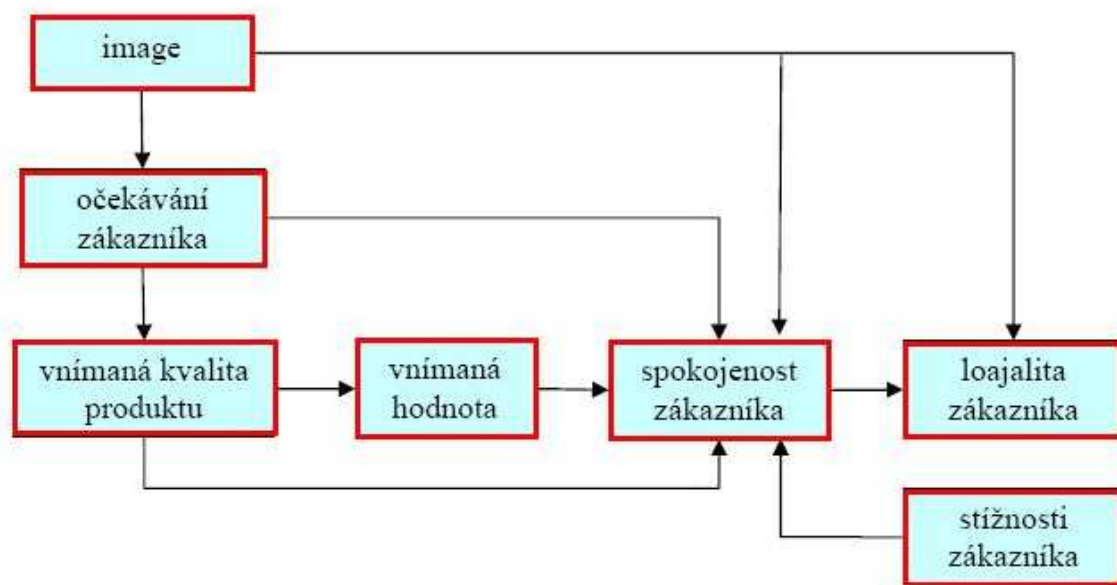 image
očekávání
zákazníka
vnímaná kvalita
produktu
vnímaná
hodnota
spokojenost
zákazníka
loajalita
zákazníka
stížnosti
zákazníka